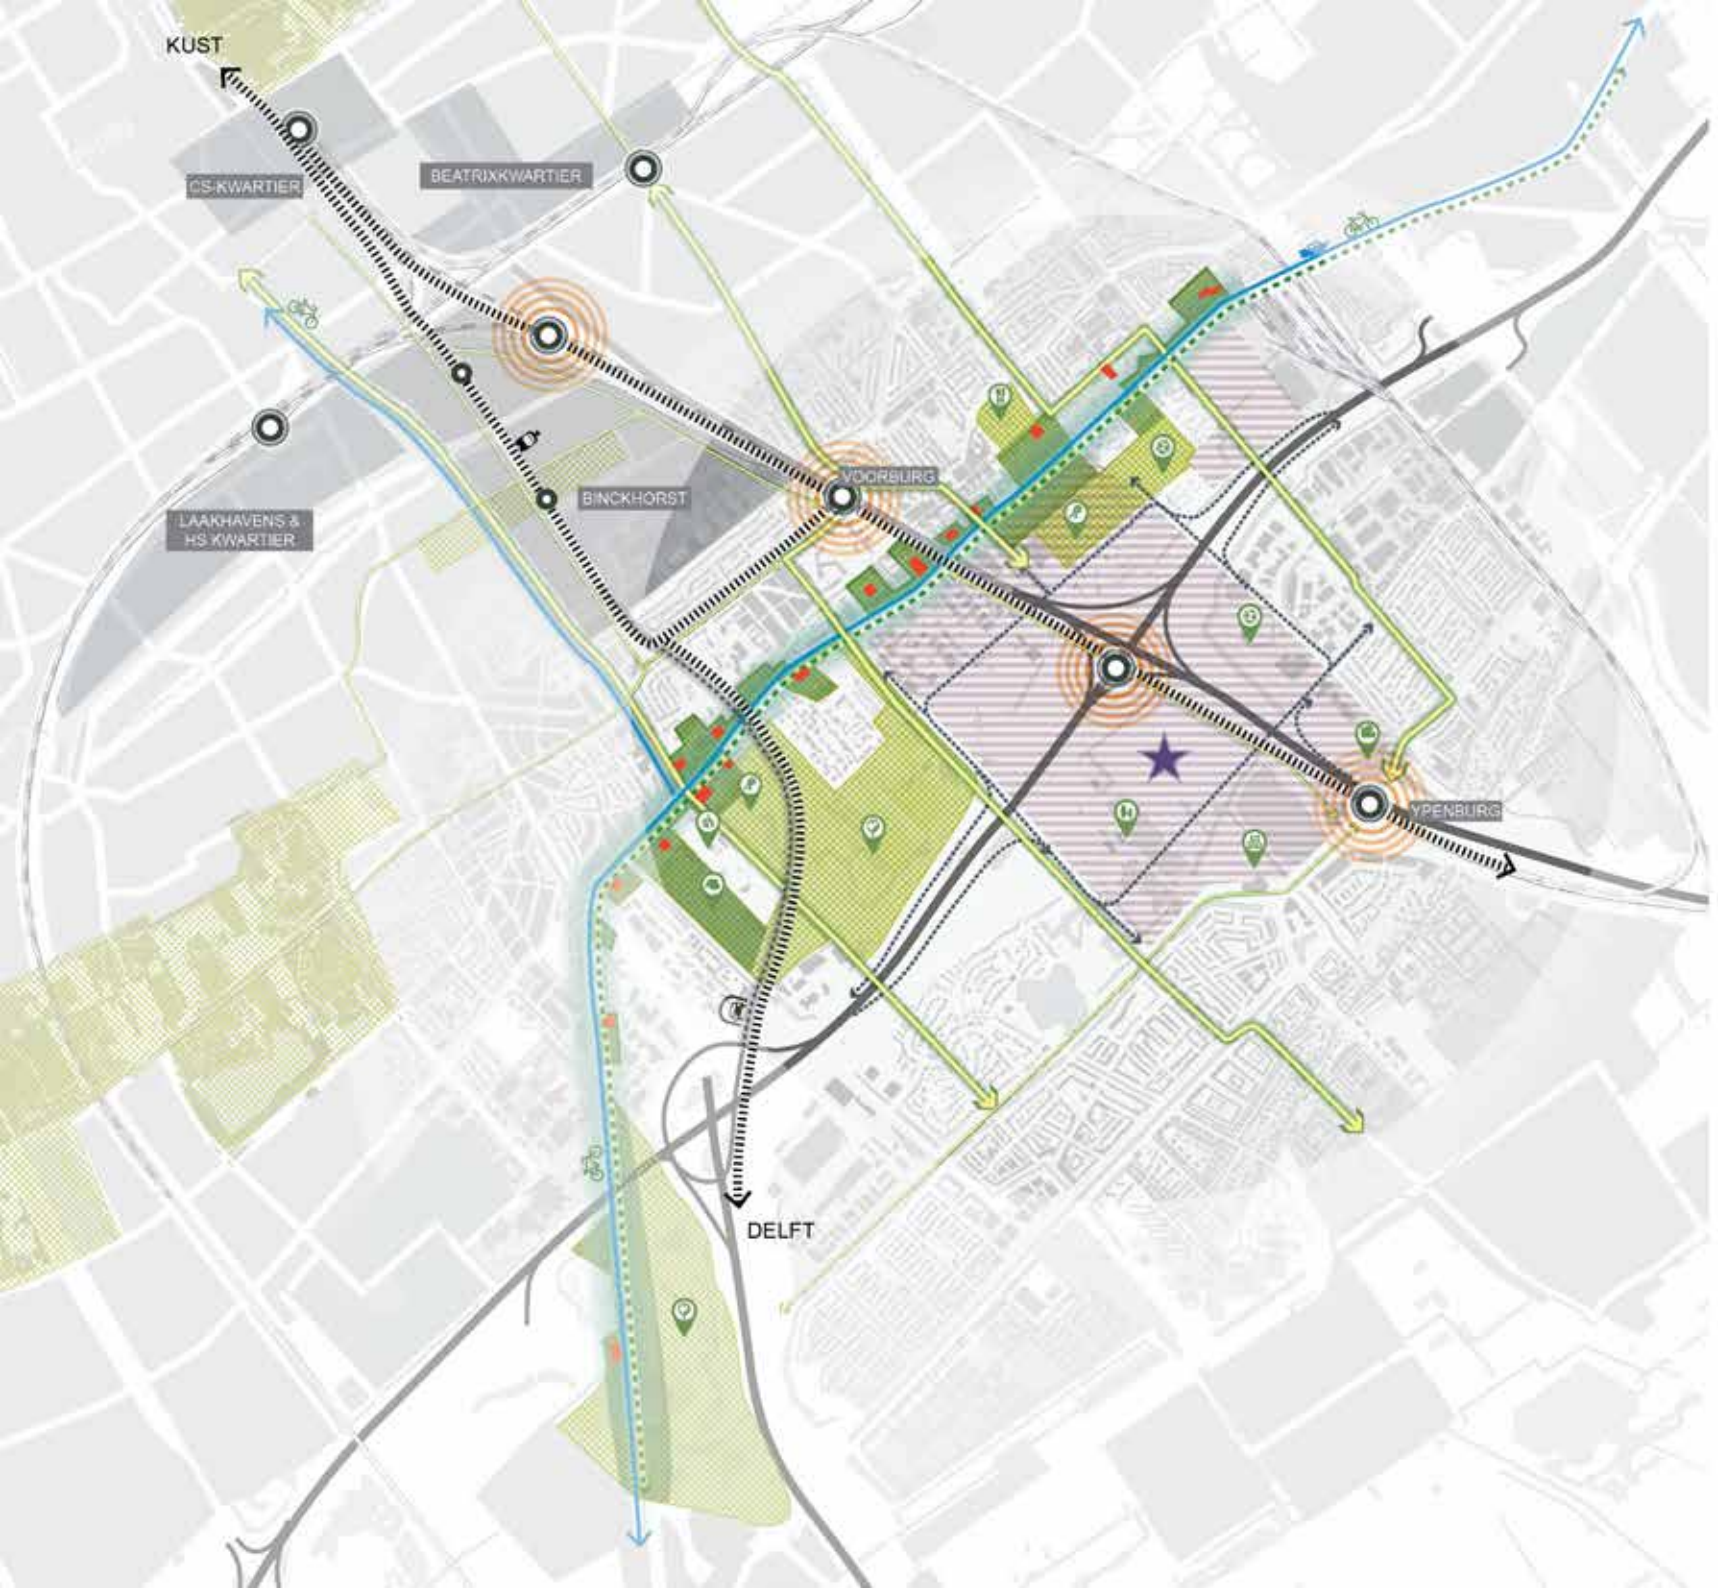 KUST
CS-KWARTIER
BEATRIXKWARTIER
VOORBURG
BINCKHORST
LAAKHAVENS &
HS KWARTIER
YPENBURG
DELFT